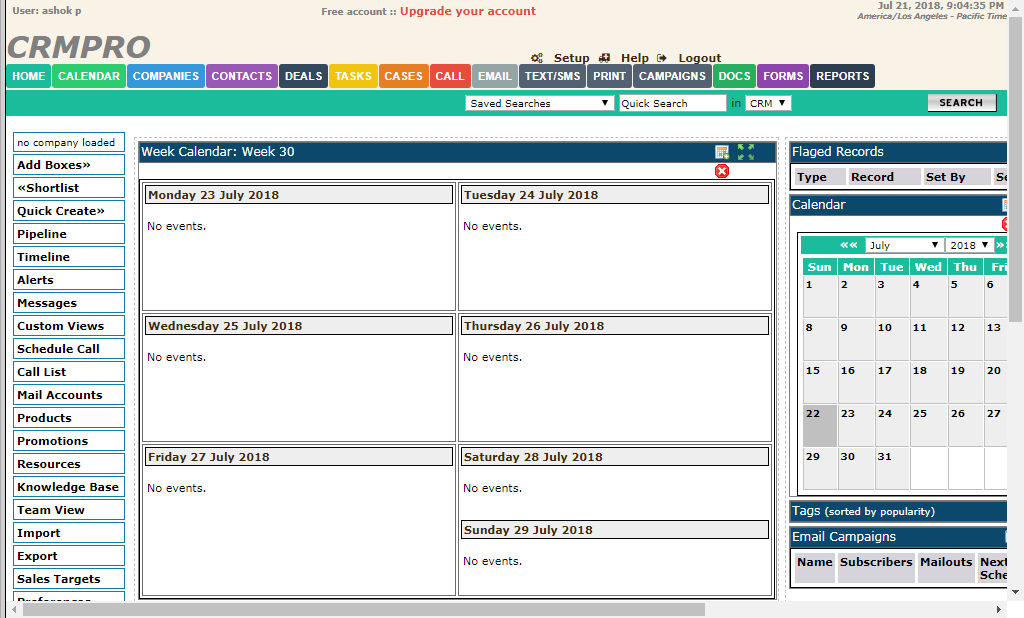 User: ashok p
Free account :: Upgrade your account
Jul 21, 2018, 9:04:35 PM
America/Los Angeles - Pacific Time
CRMPRO
Setup Help Logout
HOME CALENDAR COMPANIES CONTACTS DEALS TASKS CASES CALL EMAIL TEXT/SMS PRINT CAMPAIGNS DOCS FORMS REPORTS
Saved Searches Quick Search in CRM SEARCH
no company loaded
Add Boxes»
«Shortlist
Quick Create»
Pipeline
Timeline
Alerts
Messages
Custom Views
Schedule Call
Call List
Mail Accounts
Products
Promotions
Resources
Knowledge Base
Team View
Import
Export
Sales Targets
Week Calendar: Week 30
Monday 23 July 2018
No events.
Tuesday 24 July 2018
No events.
Wednesday 25 July 2018
No events.
Thursday 26 July 2018
No events.
Friday 27 July 2018
No events.
Saturday 28 July 2018
No events.
Sunday 29 July 2018
No events.
Flaged Records
Type Record Set By Se
Calendar
«« July 2018 »
Sun Mon Tue Wed Thu Fri
1 2 3 4 5 6
8 9 10 11 12 13
15 16 17 18 19 20
22 23 24 25 26 27
29 30 31
Tags (sorted by popularity)
Email Campaigns
Name Subscribers Mailouts Next
Sche